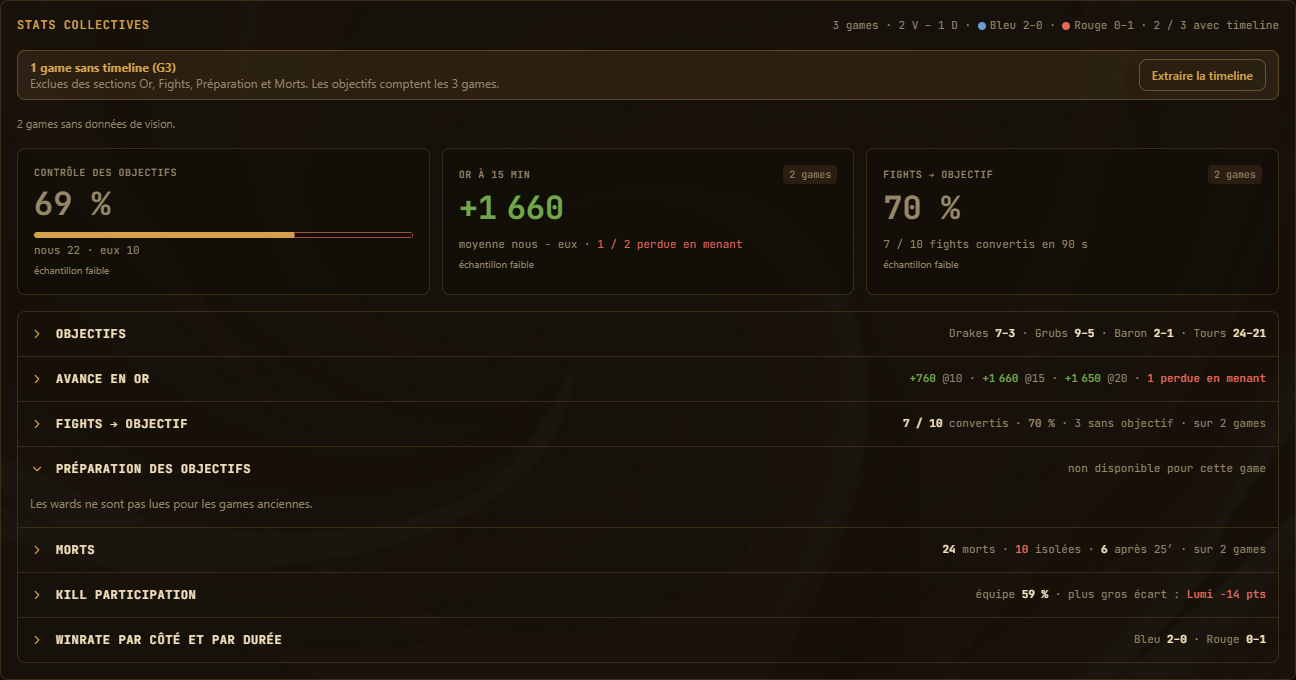 STATS COLLECTIVES
3 games · 2 V – 1 D · Bleu 2–0 · Rouge 0–1 · 2 / 3 avec timeline
1 game sans timeline (G3)
Exclues des sections Or, Fights, Préparation et Morts. Les objectifs comptent les 3 games.
Extraire la timeline
2 games sans données de vision.
CONTRÔLE DES OBJECTIFS
69 %
nous 22 · eux 10
échantillon faible
OR À 15 MIN
2 games
+1 660
moyenne nous − eux · 1 / 2 perdue en menant
échantillon faible
FIGHTS → OBJECTIF
2 games
70 %
7 / 10 fights convertis en 90 s
échantillon faible
OBJECTIFS
Drakes 7–3 · Grubs 9–5 · Baron 2–1 · Tours 24–21
AVANCE EN OR
+760 @10 · +1 660 @15 · +1 650 @20 · 1 perdue en menant
FIGHTS → OBJECTIF
7 / 10 convertis · 70 % · 3 sans objectif · sur 2 games
PRÉPARATION DES OBJECTIFS
non disponible pour cette game
Les wards ne sont pas lues pour les games anciennes.
MORTS
24 morts · 10 isolées · 6 après 25′ · sur 2 games
KILL PARTICIPATION
équipe 59 % · plus gros écart : Lumi −14 pts
WINRATE PAR CÔTÉ ET PAR DURÉE
Bleu 2–0 · Rouge 0–1